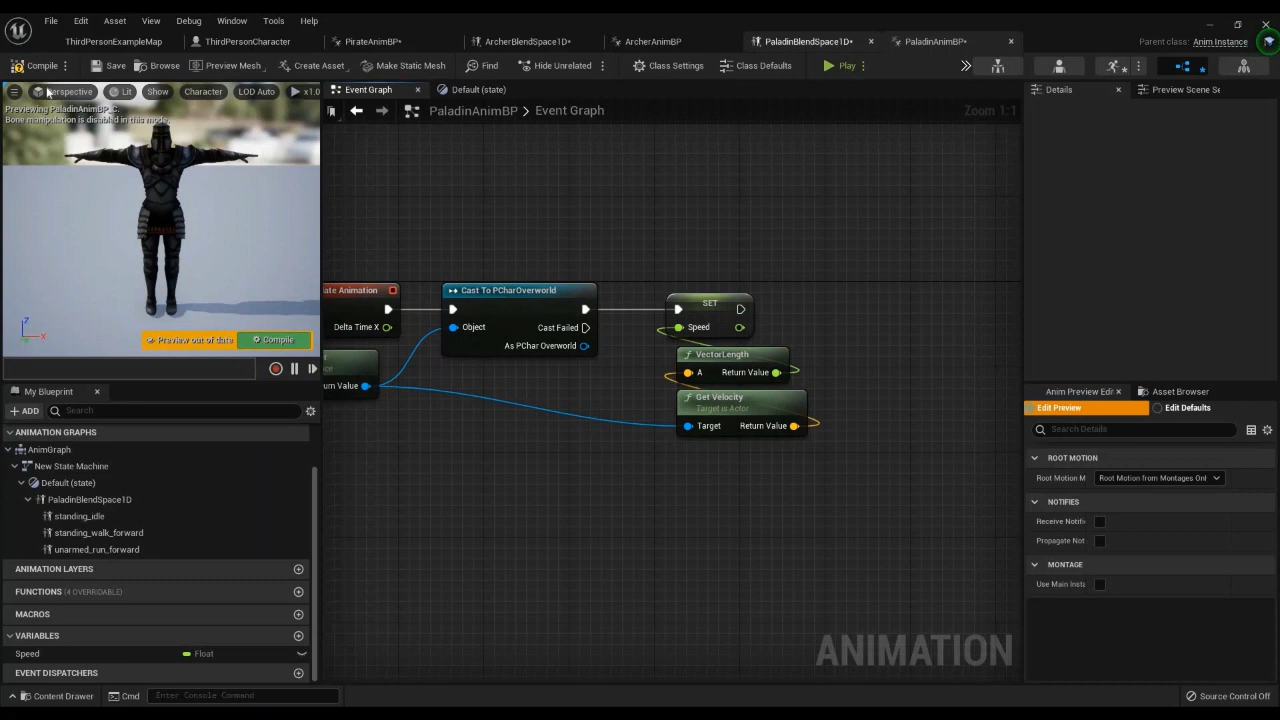 File Edit Asset View Window Debug Tools Help
ThirdPersonExampleMap ThirdPersonCharacter PirateAnimBP• ArcherBlendSpace1D• ArcherAnimBP PaladinBlendSpace1D• PaladinAnimBP• Parent class: Anim Instance
Compile Save Browse Preview Mesh Create Asset Make Static Mesh Find Hide Unrelated Class Settings Class Defaults Play
Perspective Lit Show Character LOD Auto x1.0
Previewing PaladinAnimBP_C.
Bone manipulation is disabled in this mode.
Z
X
Preview out of date Compile
Event Graph Default (state)
PaladinAnimBP > Event Graph Zoom 1:1
late Animation
Delta Time X
urn Value
Cast To PCharOverworld
Object Cast Failed
As PChar Overworld
SET
Speed
VectorLength
A Return Value
Get Velocity
Target is Actor
Target Return Value
ANIMATION
My Blueprint
ADD Search
ANIMATION GRAPHS
AnimGraph
New State Machine
Default (state)
PaladinBlendSpace1D
standing_idle
standing_walk_forward
unarmed_run_forward
ANIMATION LAYERS
FUNCTIONS (4 OVERRIDABLE)
MACROS
VARIABLES
Speed Float
EVENT DISPATCHERS
Details Preview Scene Se
Anim Preview Edi Asset Browser
Edit Preview Edit Defaults
Search Details
ROOT MOTION
Root Motion M Root Motion from Montages Onl
NOTIFIES
Receive Notifi
Propagate Not
MONTAGE
Use Main Insta
Content Drawer Cmd Enter Console Command Source Control Off